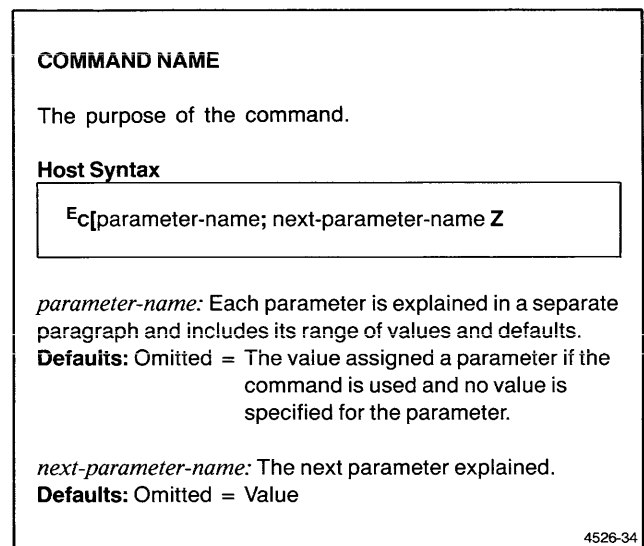 COMMAND NAME
The purpose of the command.
Host Syntax
ᴱc[parameter-name; next-parameter-name Z
parameter-name: Each parameter is explained in a separate
paragraph and includes its range of values and defaults.
Defaults: Omitted = The value assigned a parameter if the
command is used and no value is
specified for the parameter.
next-parameter-name: The next parameter explained.
Defaults: Omitted = Value
4526-34